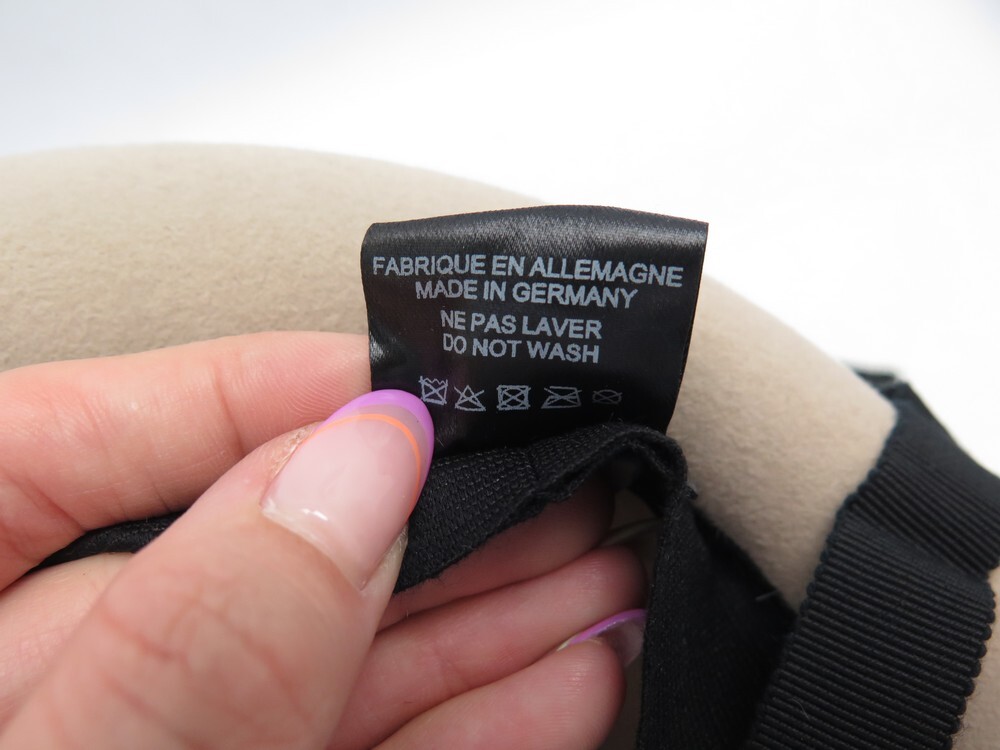 FABRIQUE EN ALLEMAGNE
MADE IN GERMANY
NE PAS LAVER
DO NOT WASH